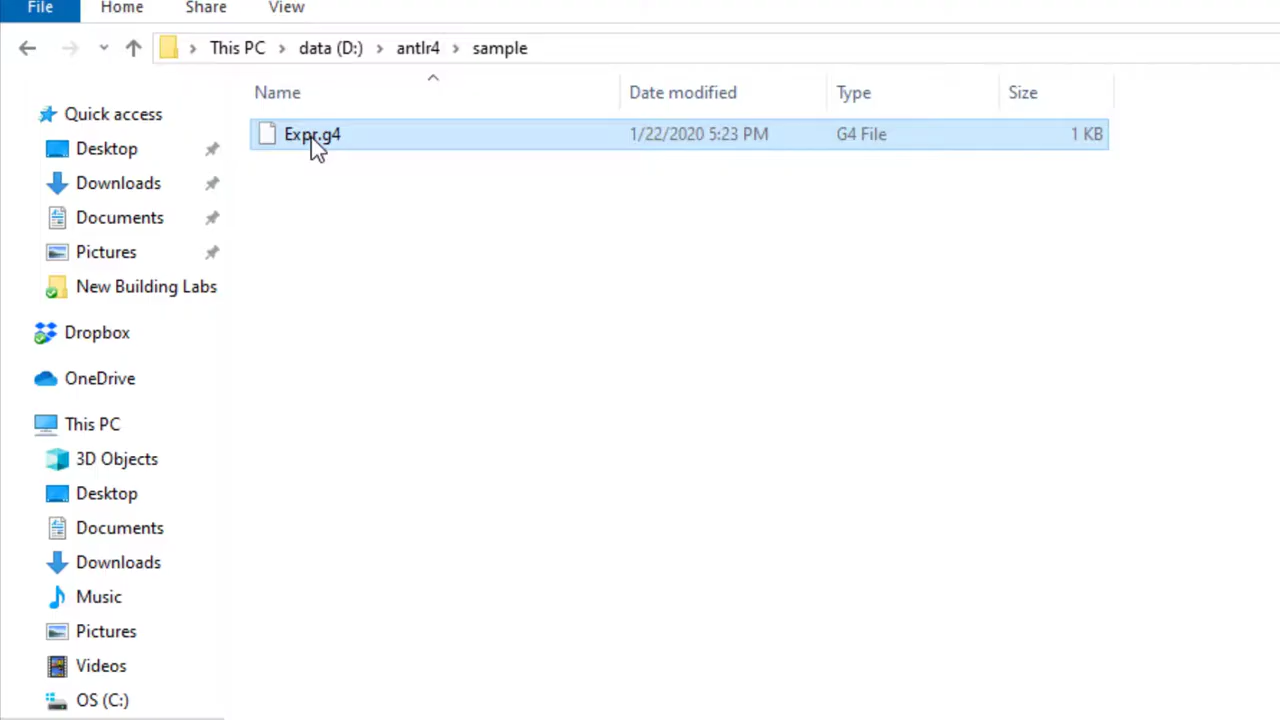 File Home Share View
This PC data (D:) antlr4 sample
Name Date modified Type Size
Expr.g4 1/22/2020 5:23 PM G4 File 1 KB
Quick access
Desktop
Downloads
Documents
Pictures
New Building Labs
Dropbox
OneDrive
This PC
3D Objects
Desktop
Documents
Downloads
Music
Pictures
Videos
OS (C:)